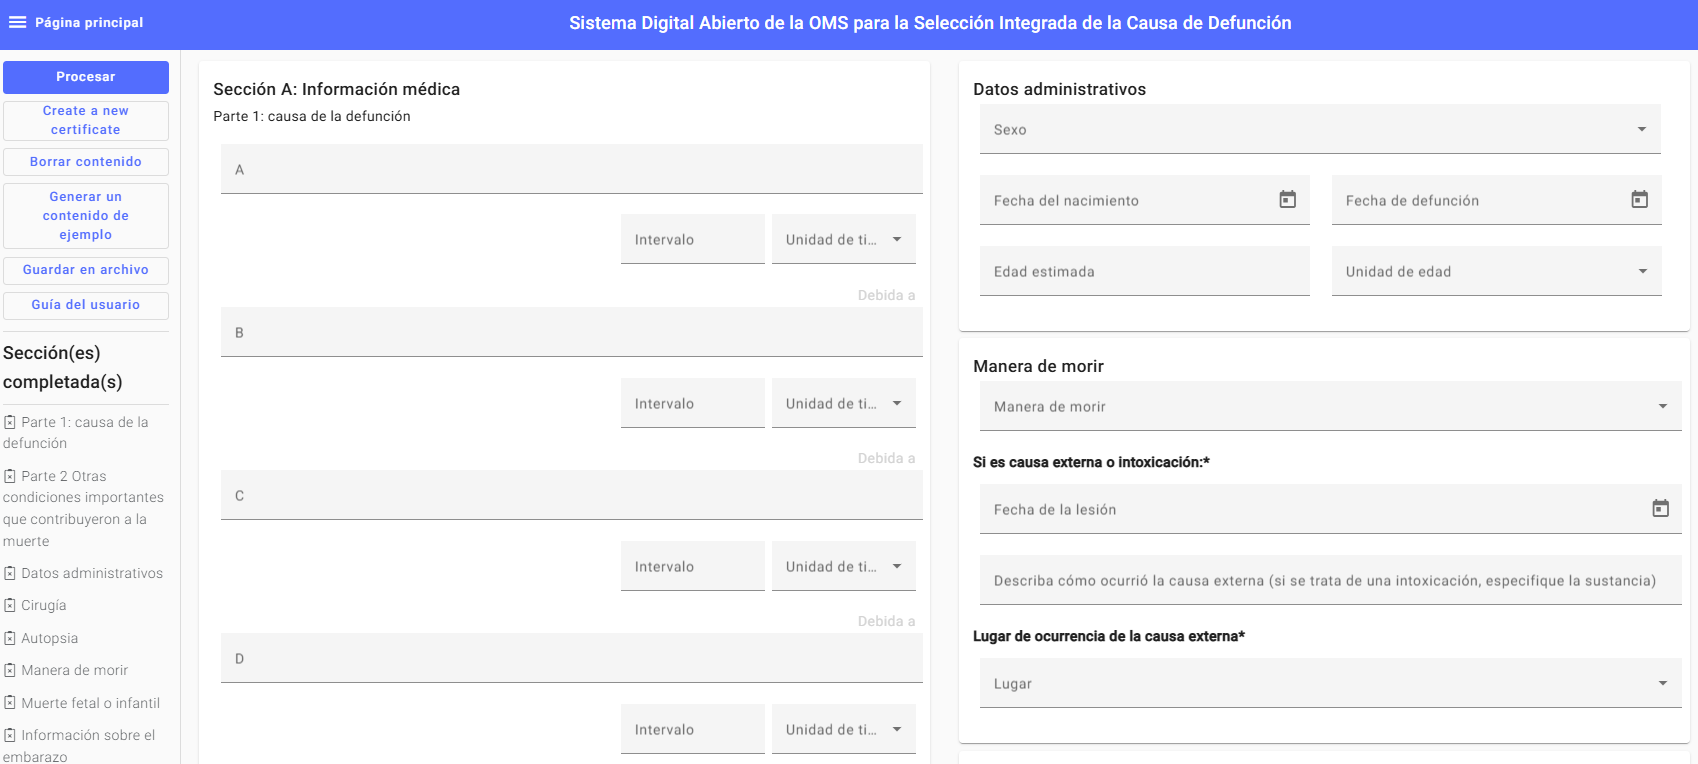 Página principal
Sistema Digital Abierto de la OMS para la Selección Integrada de la Causa de Defunción
Procesar
Create a new
certificate
Borrar contenido
Generar un
contenido de
ejemplo
Guardar en archivo
Guía del usuario
Sección(es)
completada(s)
Parte 1: causa de la
defunción
Parte 2 Otras
condiciones importantes
que contribuyeron a la
muerte
Datos administrativos
Cirugía
Autopsia
Manera de morir
Muerte fetal o infantil
Información sobre el
embarazo
Sección A: Información médica
Parte 1: causa de la defunción
A
Intervalo
Unidad de ti...
Debida a
B
Intervalo
Unidad de ti...
Debida a
C
Intervalo
Unidad de ti...
Debida a
D
Intervalo
Unidad de ti...
Datos administrativos
Sexo
Fecha del nacimiento
Fecha de defunción
Edad estimada
Unidad de edad
Manera de morir
Manera de morir
Si es causa externa o intoxicación:*
Fecha de la lesión
Describa cómo ocurrió la causa externa (si se trata de una intoxicación, especifique la sustancia)
Lugar de ocurrencia de la causa externa*
Lugar